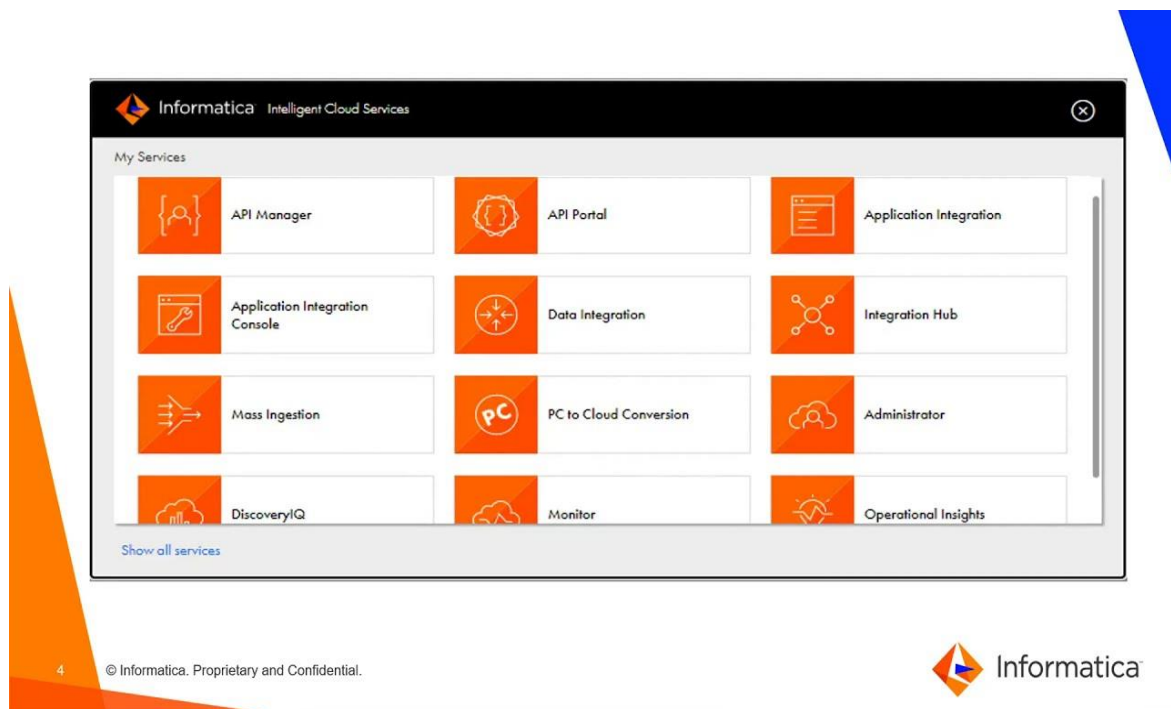 Informatica Intelligent Cloud Services
My Services
{ } API Manager
{ } API Portal
Application Integration
Application Integration
Console
Data Integration
Integration Hub
Mass Ingestion
PC PC to Cloud Conversion
Administrator
DiscoveryIQ
Monitor
Operational Insights
Show all services
4 © Informatica. Proprietary and Confidential.
Informatica